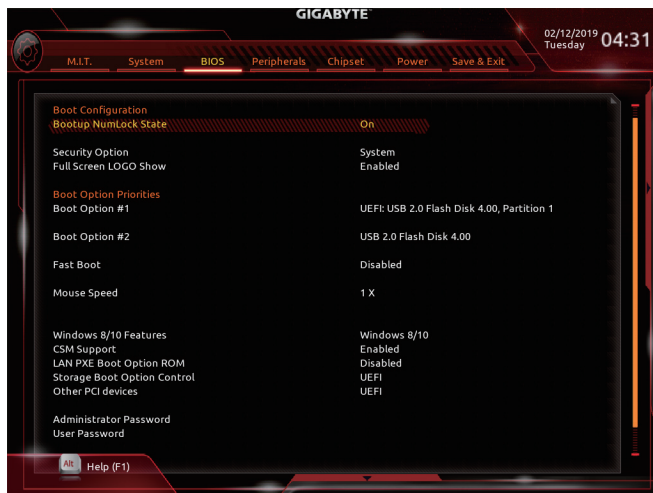 GIGABYTE
02/12/2019 04:31
Tuesday
M.I.T. System BIOS Peripherals Chipset Power Save & Exit
Boot Configuration
Bootup NumLock State On
Security Option System
Full Screen LOGO Show Enabled
Boot Option Priorities
Boot Option #1 UEFI: USB 2.0 Flash Disk 4.00, Partition 1
Boot Option #2 USB 2.0 Flash Disk 4.00
Fast Boot Disabled
Mouse Speed 1 X
Windows 8/10 Features Windows 8/10
CSM Support Enabled
LAN PXE Boot Option ROM Disabled
Storage Boot Option Control UEFI
Other PCI devices UEFI
Administrator Password
User Password
Alt Help (F1)